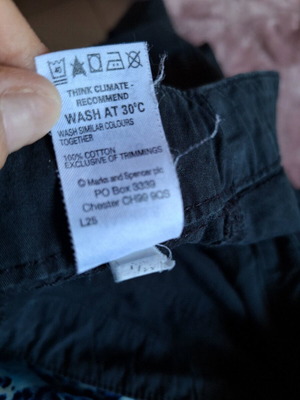 40
THINK CLIMATE -
RECOMMEND
WASH AT 30°C
WASH SIMILAR COLOURS
TOGETHER
100% COTTON
EXCLUSIVE OF TRIMMINGS
© Marks and Spencer plc
PO Box 3339
Chester CH99 9QS
L25